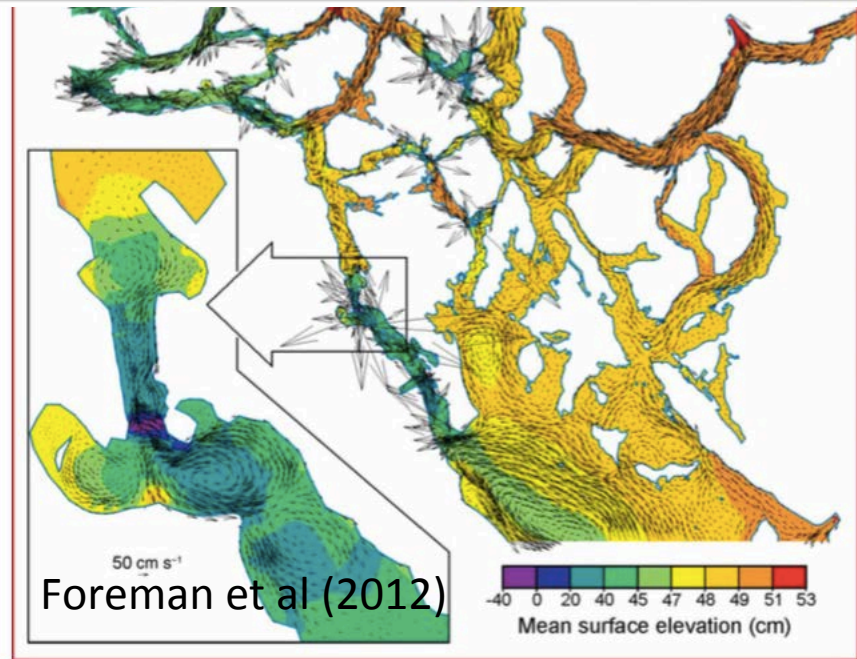 50 cm s⁻¹
Foreman et al (2012)
-40 0 20 40 45 47 48 49 51 53
Mean surface elevation (cm)